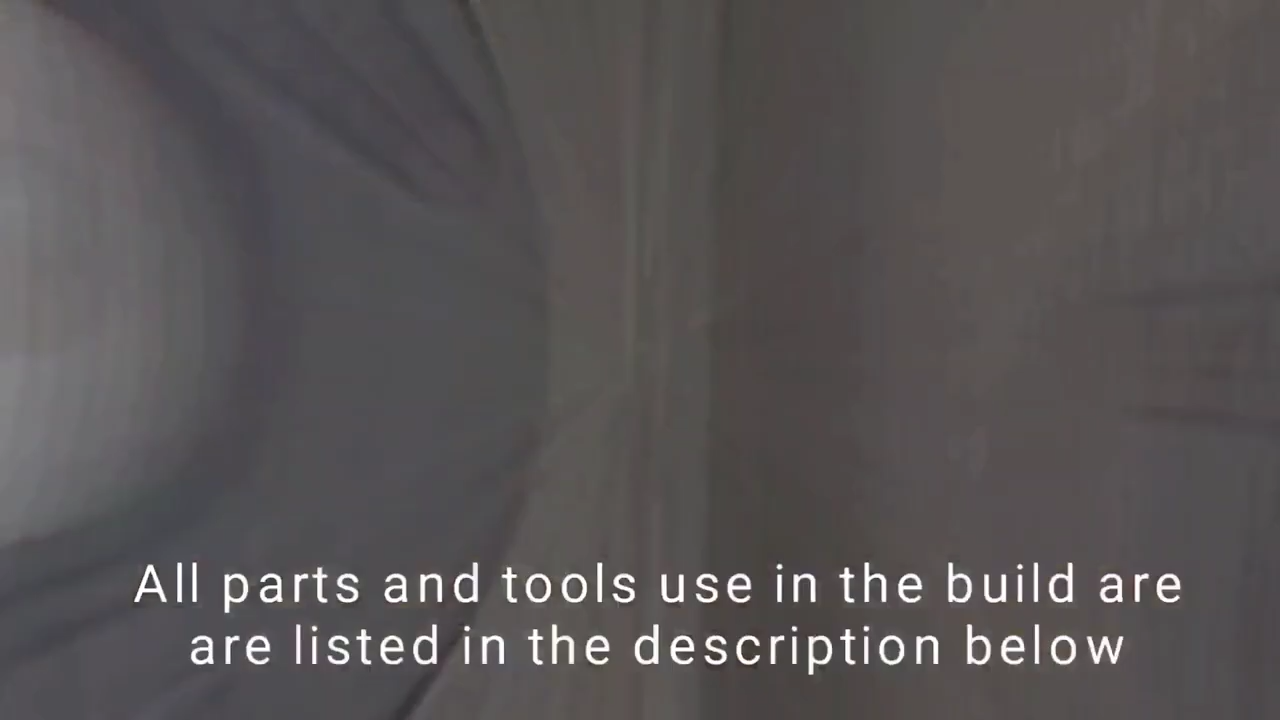 All parts and tools use in the build are
are listed in the description below